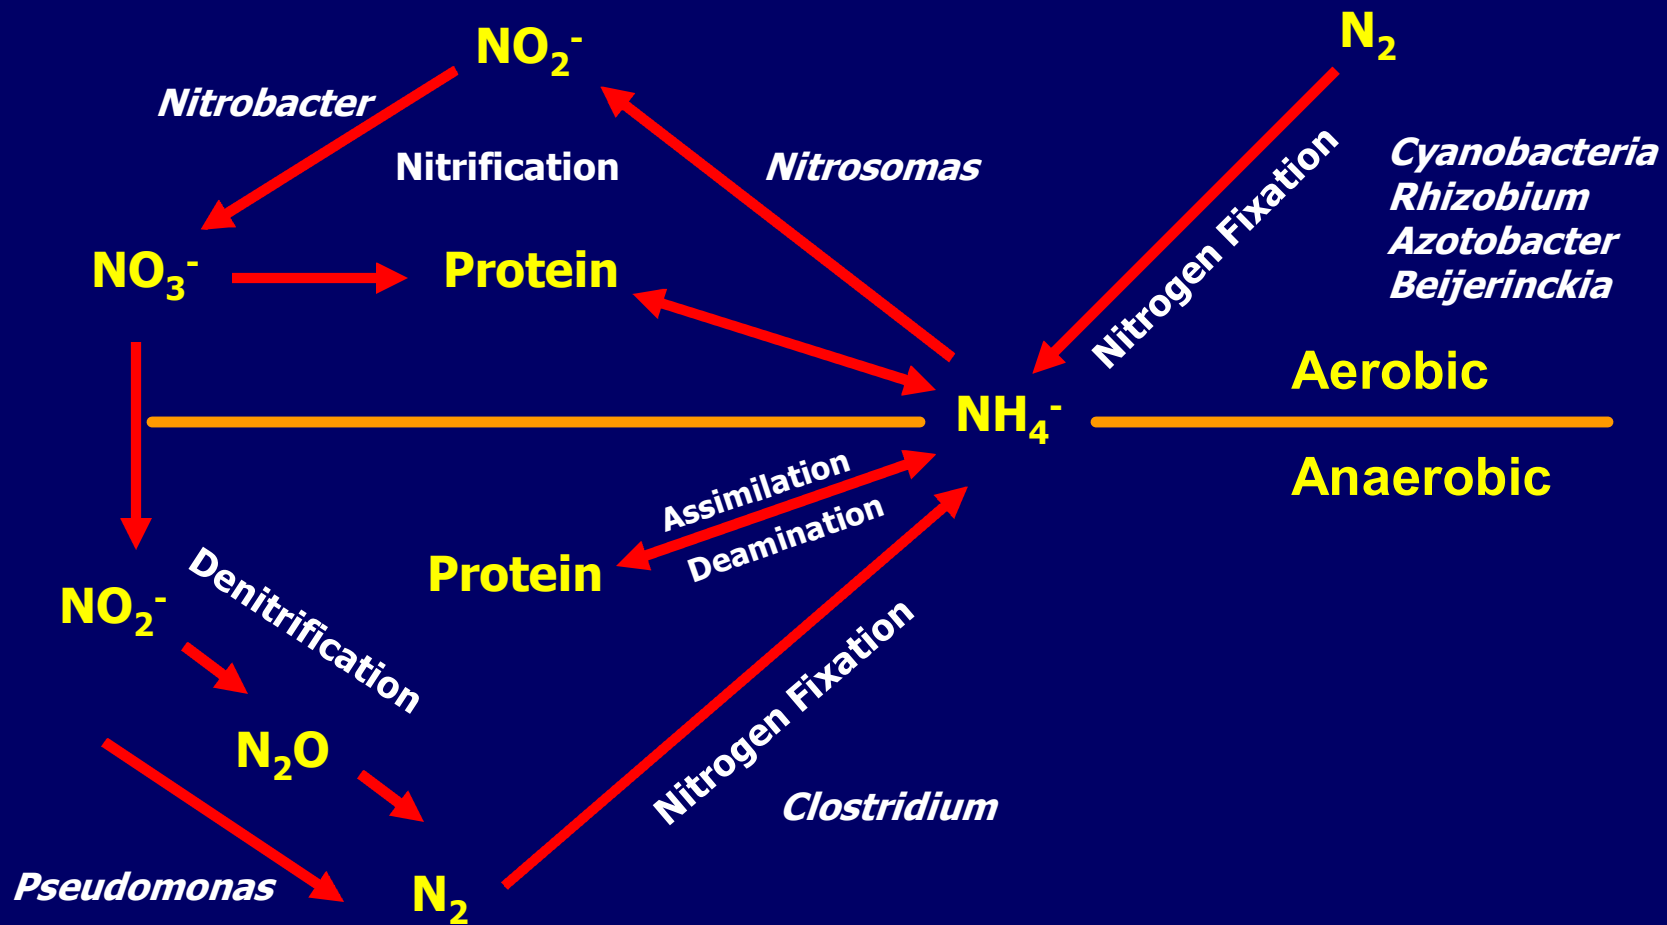 NO₂⁻
N₂
Nitrobacter
Nitrification
Nitrosomas
Nitrogen Fixation
Cyanobacteria
Rhizobium
Azotobacter
Beijerinckia
NO₃⁻
Protein
Aerobic
NH₄⁻
Anaerobic
Assimilation
Deamination
Protein
NO₂⁻
Denitrification
Nitrogen Fixation
N₂O
Clostridium
Pseudomonas
N₂